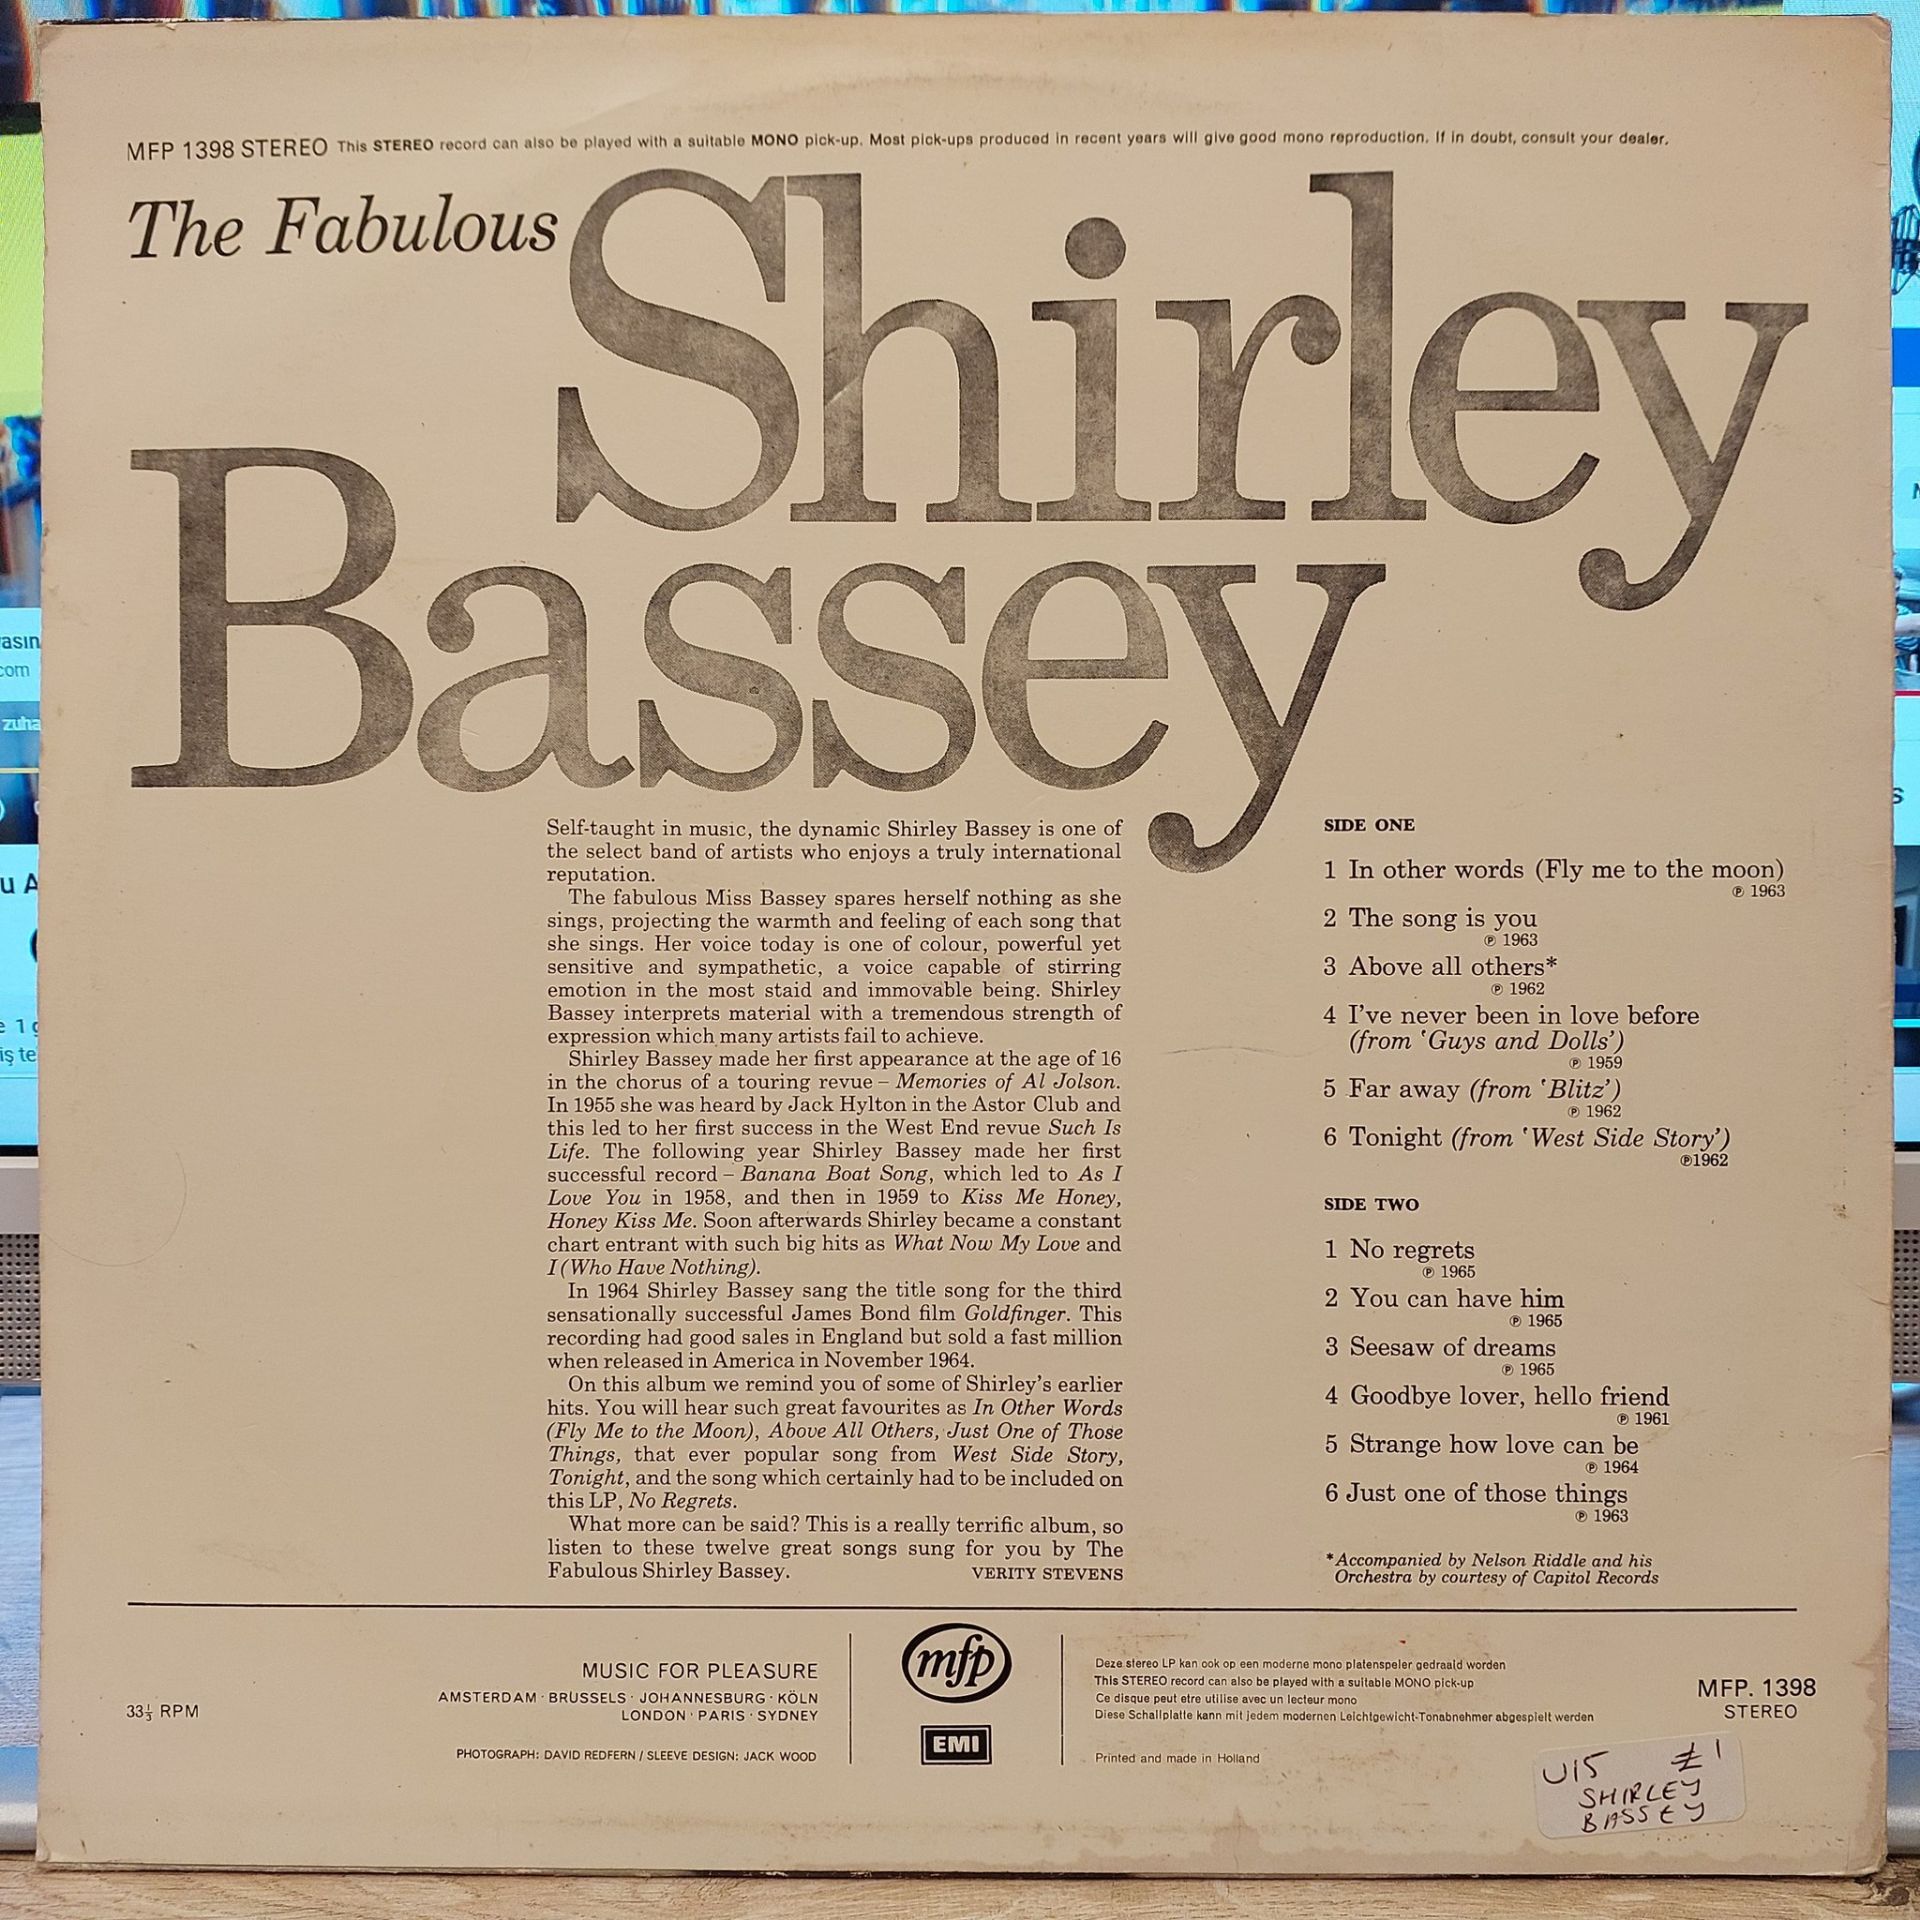 MFP 1398 STEREO This STEREO record can also be played with a suitable MONO pick-up. Most pick-ups produced in recent years will give good mono reproduction. If in doubt, consult your dealer.
The Fabulous Shirley
Bassey
Self-taught in music, the dynamic Shirley Bassey is one of
the select band of artists who enjoys a truly international
reputation.
The fabulous Miss Bassey spares herself nothing as she
sings, projecting the warmth and feeling of each song that
she sings. Her voice today is one of colour, powerful yet
sensitive and sympathetic, a voice capable of stirring
emotion in the most staid and immovable being. Shirley
Bassey interprets material with a tremendous strength of
expression which many artists fail to achieve.
Shirley Bassey made her first appearance at the age of 16
in the chorus of a touring revue – Memories of Al Jolson.
In 1955 she was heard by Jack Hylton in the Astor Club and
this led to her first success in the West End revue Such Is
Life. The following year Shirley Bassey made her first
successful record – Banana Boat Song, which led to As I
Love You in 1958, and then in 1959 to Kiss Me Honey,
Honey Kiss Me. Soon afterwards Shirley became a constant
chart entrant with such big hits as What Now My Love and
I (Who Have Nothing).
In 1964 Shirley Bassey sang the title song for the third
sensationally successful James Bond film Goldfinger. This
recording had good sales in England but sold a fast million
when released in America in November 1964.
On this album we remind you of some of Shirley's earlier
hits. You will hear such great favourites as In Other Words
(Fly Me to the Moon), Above All Others, Just One of Those
Things, that ever popular song from West Side Story,
Tonight, and the song which certainly had to be included on
this LP, No Regrets.
What more can be said? This is a really terrific album, so
listen to these twelve great songs sung for you by The
Fabulous Shirley Bassey. VERITY STEVENS
SIDE ONE
1 In other words (Fly me to the moon)
℗ 1963
2 The song is you
℗ 1963
3 Above all others*
℗ 1962
4 I've never been in love before
(from 'Guys and Dolls')
℗ 1959
5 Far away (from 'Blitz')
℗ 1962
6 Tonight (from 'West Side Story')
℗1962
SIDE TWO
1 No regrets
℗ 1965
2 You can have him
℗ 1965
3 Seesaw of dreams
℗ 1965
4 Goodbye lover, hello friend
℗ 1961
5 Strange how love can be
℗ 1964
6 Just one of those things
℗ 1963
*Accompanied by Nelson Riddle and his
Orchestra by courtesy of Capitol Records
33⅓ RPM
MUSIC FOR PLEASURE
AMSTERDAM · BRUSSELS · JOHANNESBURG · KÖLN
LONDON · PARIS · SYDNEY
PHOTOGRAPH: DAVID REDFERN / SLEEVE DESIGN: JACK WOOD
mfp
EMI
Deze stereo LP kan ook op een moderne mono platenspeler gedraald worden
This STEREO record can also be played with a suitable MONO pick-up
Ce disque peut etre utilise avec un lecteur mono
Diese Schallplatte kann mit jedem modernen Leichtgewicht-Tonabnehmer abgespielt werden
Printed and made in Holland
MFP. 1398
STEREO
U15 £1
SHIRLEY
BASSEY